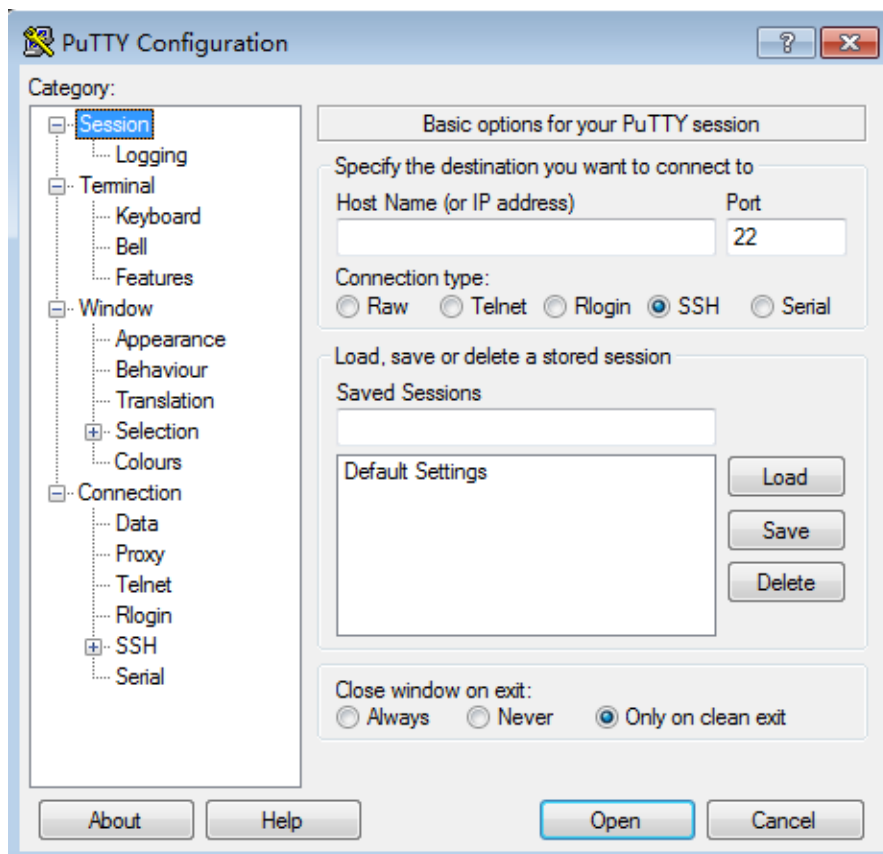 PuTTY Configuration
Category:
Session
Logging
Terminal
Keyboard
Bell
Features
Window
Appearance
Behaviour
Translation
Selection
Colours
Connection
Data
Proxy
Telnet
Rlogin
SSH
Serial
Basic options for your PuTTY session
Specify the destination you want to connect to
Host Name (or IP address) Port
22
Connection type:
Raw Telnet Rlogin SSH Serial
Load, save or delete a stored session
Saved Sessions
Default Settings
Load
Save
Delete
Close window on exit:
Always Never Only on clean exit
About Help Open Cancel